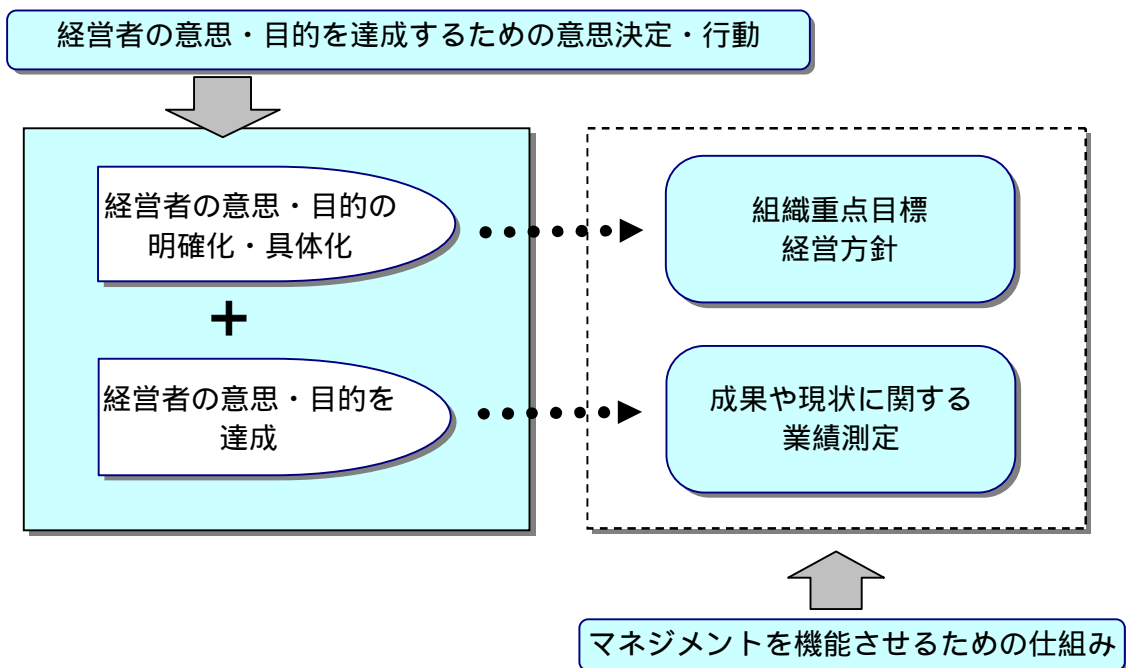 経営者の意思・目的を達成するための意思決定・行動
経営者の意思・目的の
明確化・具体化
組織重点目標
経営方針
+
経営者の意思・目的を
達成
成果や現状に関する
業績測定
マネジメントを機能させるための仕組み